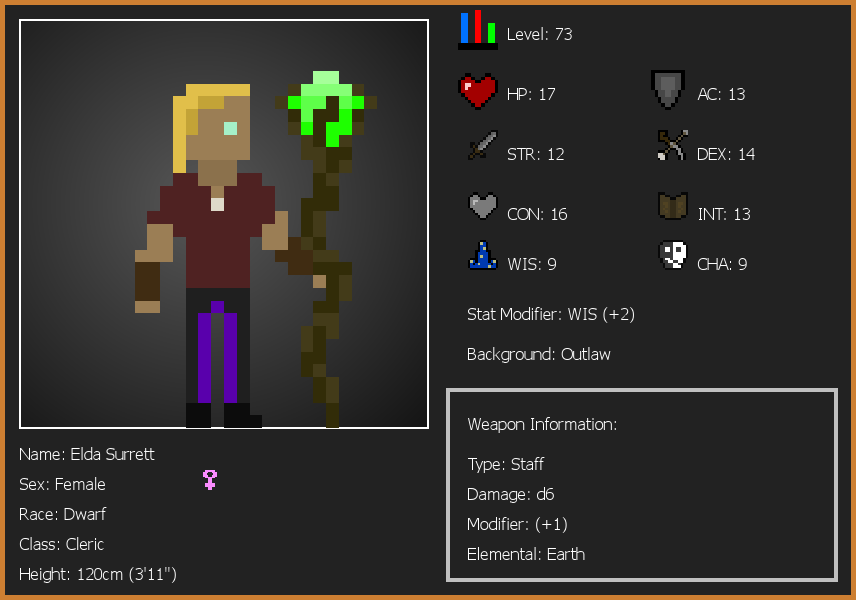 Level: 73
HP: 17
AC: 13
STR: 12
DEX: 14
CON: 16
INT: 13
WIS: 9
CHA: 9
Stat Modifier: WIS (+2)
Background: Outlaw
Weapon Information:
Type: Staff
Damage: d6
Modifier: (+1)
Elemental: Earth
Name: Elda Surrett
Sex: Female
Race: Dwarf
Class: Cleric
Height: 120cm (3'11")